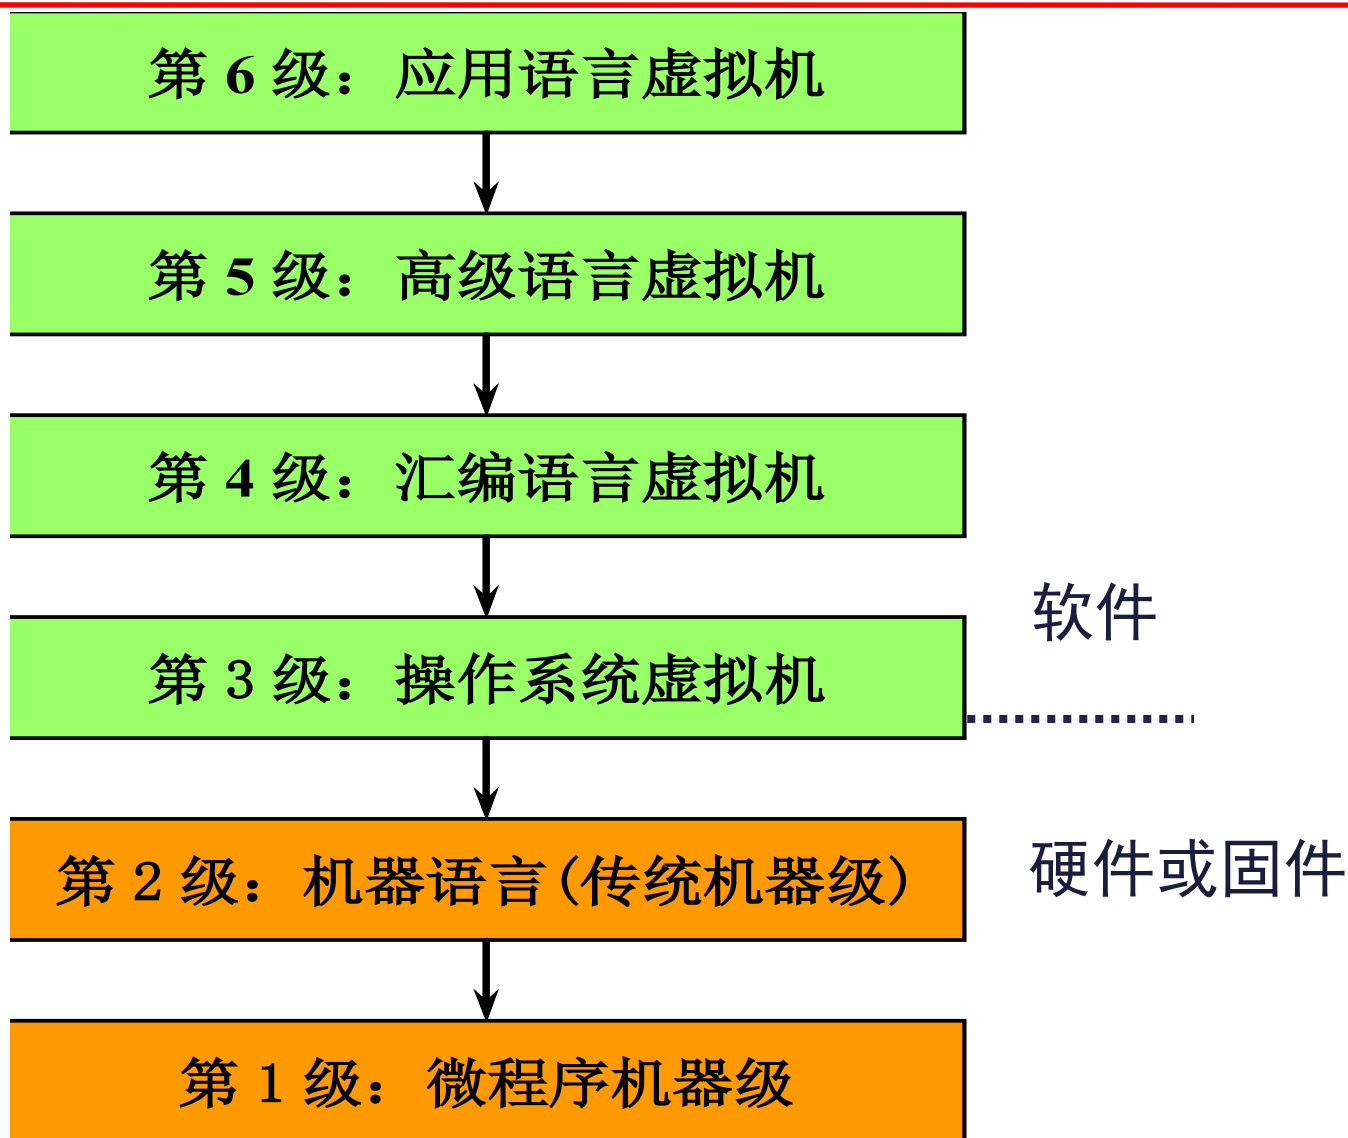 第 6 级：应用语言虚拟机
第 5 级：高级语言虚拟机
第 4 级：汇编语言虚拟机
软件
第 3 级：操作系统虚拟机
第 2 级：机器语言(传统机器级)
硬件或固件
第 1 级：微程序机器级